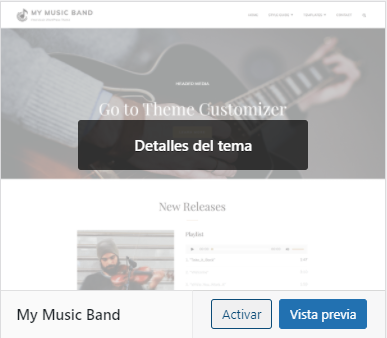 MY MUSIC BAND
HOME
CONTACT
Go to Theme Customizer
Detalles del tema
New Releases
Playlist
My Music Band
Activar
Vista previa